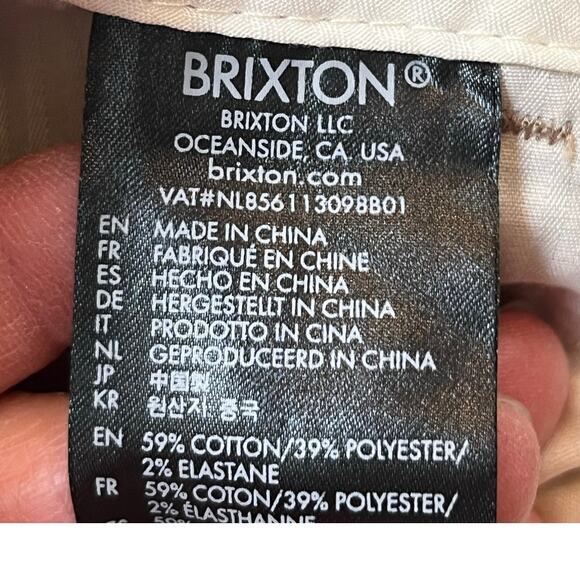 BRIXTON®
BRIXTON LLC
OCEANSIDE, CA, USA
brixton.com
VAT#NL856113098B01
EN MADE IN CHINA
FR FABRIQUÉ EN CHINE
ES HECHO EN CHINA
DE HERGESTELLT IN CHINA
IT PRODOTTO IN CINA
NL GEPRODUCEERD IN CHINA
JP 中国製
KR 원산지: 중국
EN 59% COTTON/39% POLYESTER/
2% ELASTANE
FR 59% COTON/39% POLYESTER/
2% ÉLASTHANNE